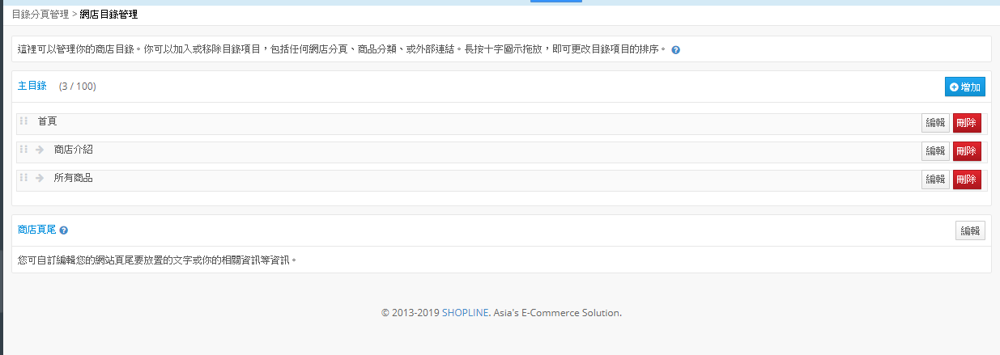 目錄分頁管理 > 網店目錄管理
這裡可以管理你的商店目錄。你可以加入或移除目錄項目，包括任何網店分頁、商品分類、或外部連結。長按十字圖示拖放，即可更改目錄項目的排序。
主目錄 (3 / 100) 增加
首頁 編輯 刪除
商店介紹 編輯 刪除
所有商品 編輯 刪除
商店頁尾 編輯
您可自訂編輯您的網站頁尾要放置的文字或你的相關資訊等資訊。
© 2013-2019 SHOPLINE. Asia's E-Commerce Solution.